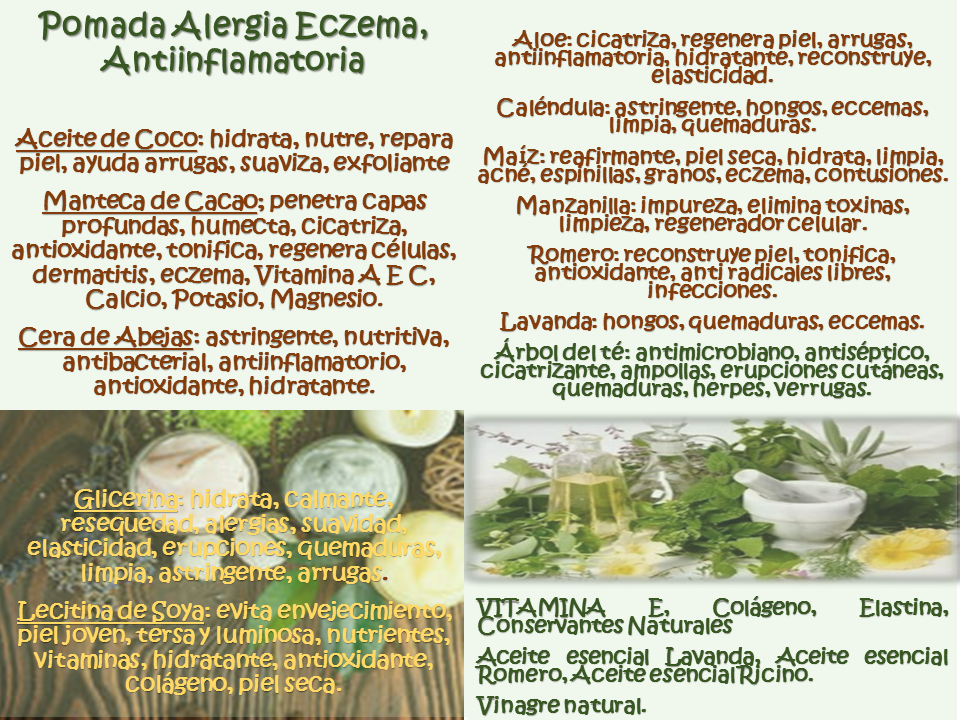 Pomada Alergia Eczema,
Antiinflamatoria
Aceite de Coco: hidrata, nutre, repara
piel, ayuda arrugas, suaviza, exfoliante
Manteca de Cacao; penetra capas
profundas, humecta, cicatriza,
antioxidante, tonifica, regenera células,
dermatitis, eczema, Vitamina A E C,
Calcio, Potasio, Magnesio.
Cera de Abejas: astringente, nutritiva,
antibacterial, antiinflamatorio,
antioxidante, hidratante.
Glicerina: hidrata, calmante,
resequedad, alergias, suavidad,
elasticidad, erupciones, quemaduras,
limpia, astringente, arrugas.
Lecitina de Soya: evita envejecimiento,
piel joven, tersa y luminosa, nutrientes,
vitaminas, hidratante, antioxidante,
colágeno, piel seca.
Aloe: cicatriza, regenera piel, arrugas,
antiinflamatoria, hidratante, reconstruye,
elasticidad.
Caléndula: astringente, hongos, eccemas,
limpia, quemaduras.
Maíz: reafirmante, piel seca, hidrata, limpia,
acné, espinillas, granos, eczema, contusiones.
Manzanilla: impureza, elimina toxinas,
limpieza, regenerador celular.
Romero: reconstruye piel, tonifica,
antioxidante, anti radicales libres,
infecciones.
Lavanda: hongos, quemaduras, eccemas.
Árbol del té: antimicrobiano, antiséptico,
cicatrizante, ampollas, erupciones cutáneas,
quemaduras, herpes, verrugas.
VITAMINA E, Colágeno, Elastina,
Conservantes Naturales
Aceite esencial Lavanda, Aceite esencial
Romero, Aceite esencial Ricino.
Vinagre natural.